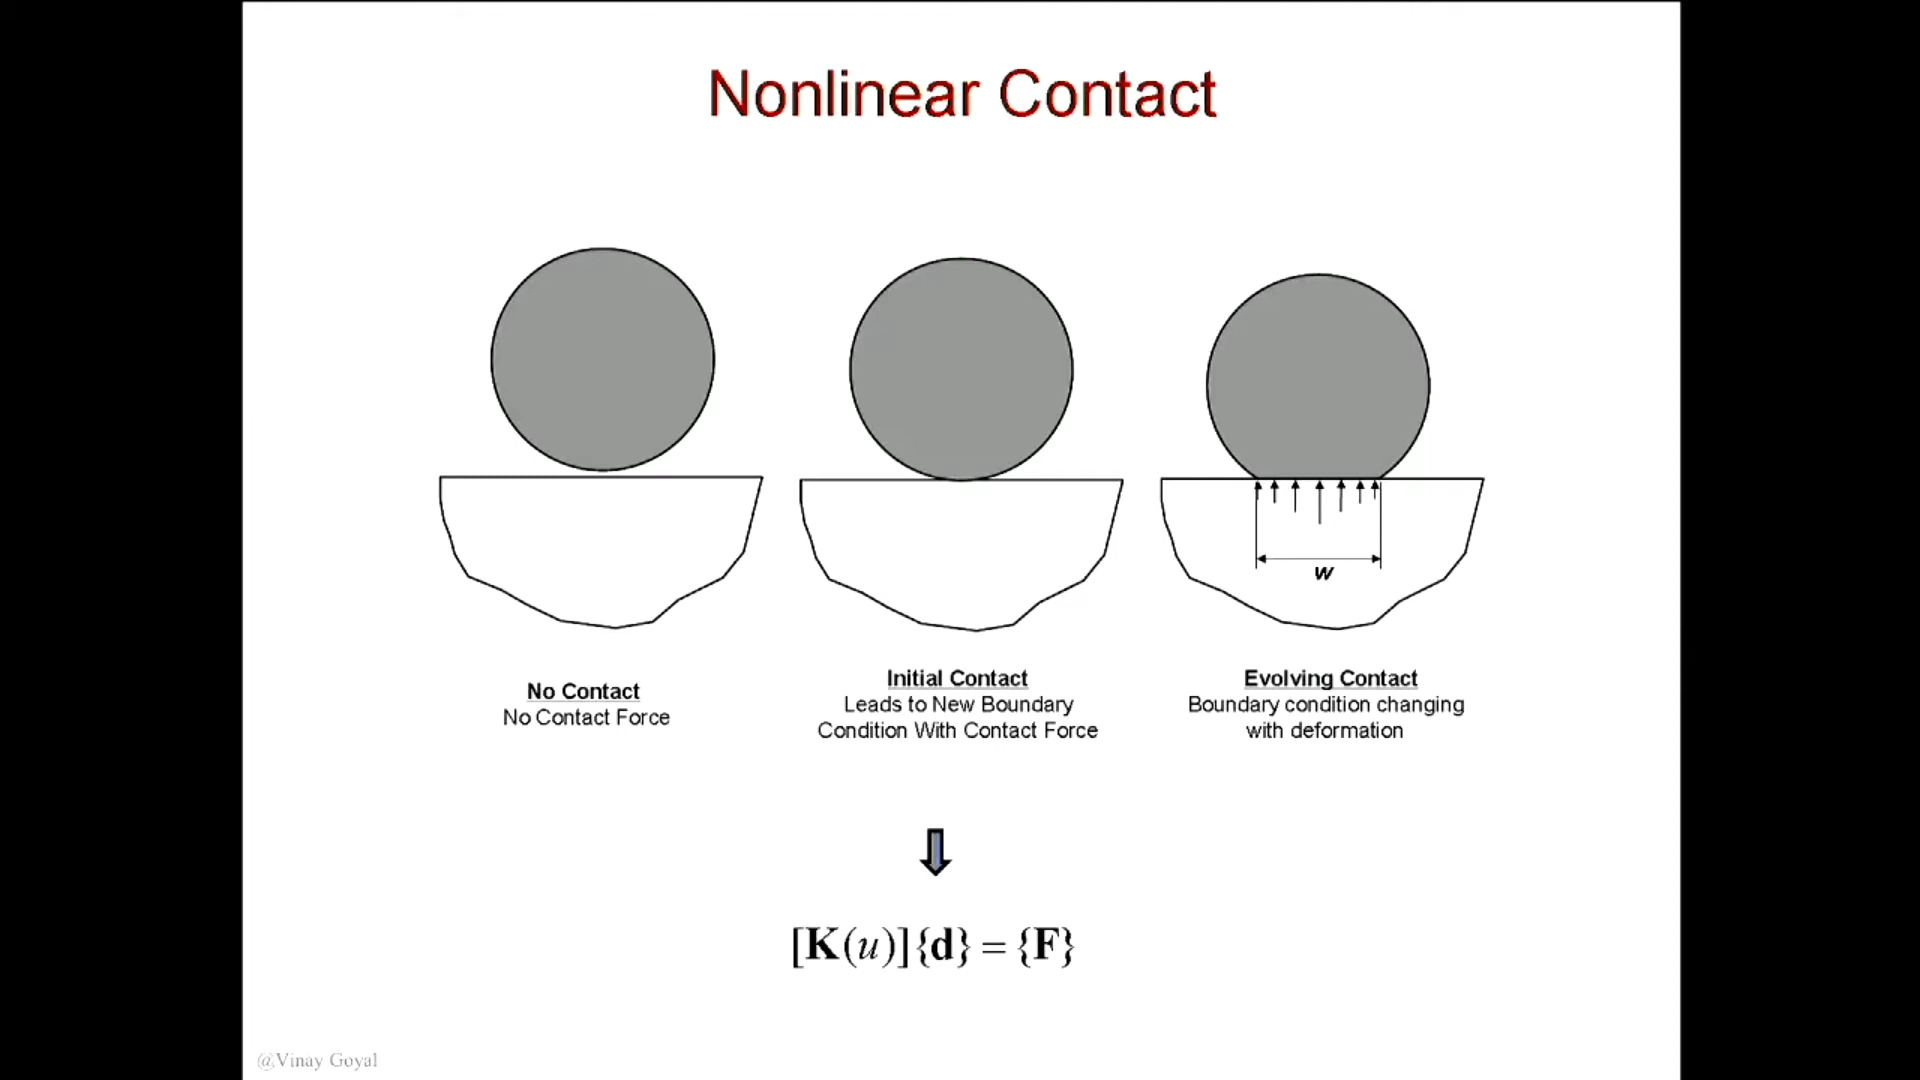 Nonlinear Contact
w
No Contact
No Contact Force
Initial Contact
Leads to New Boundary
Condition With Contact Force
Evolving Contact
Boundary condition changing
with deformation
[K(u)]{d} = {F}
@Vinay Goyal